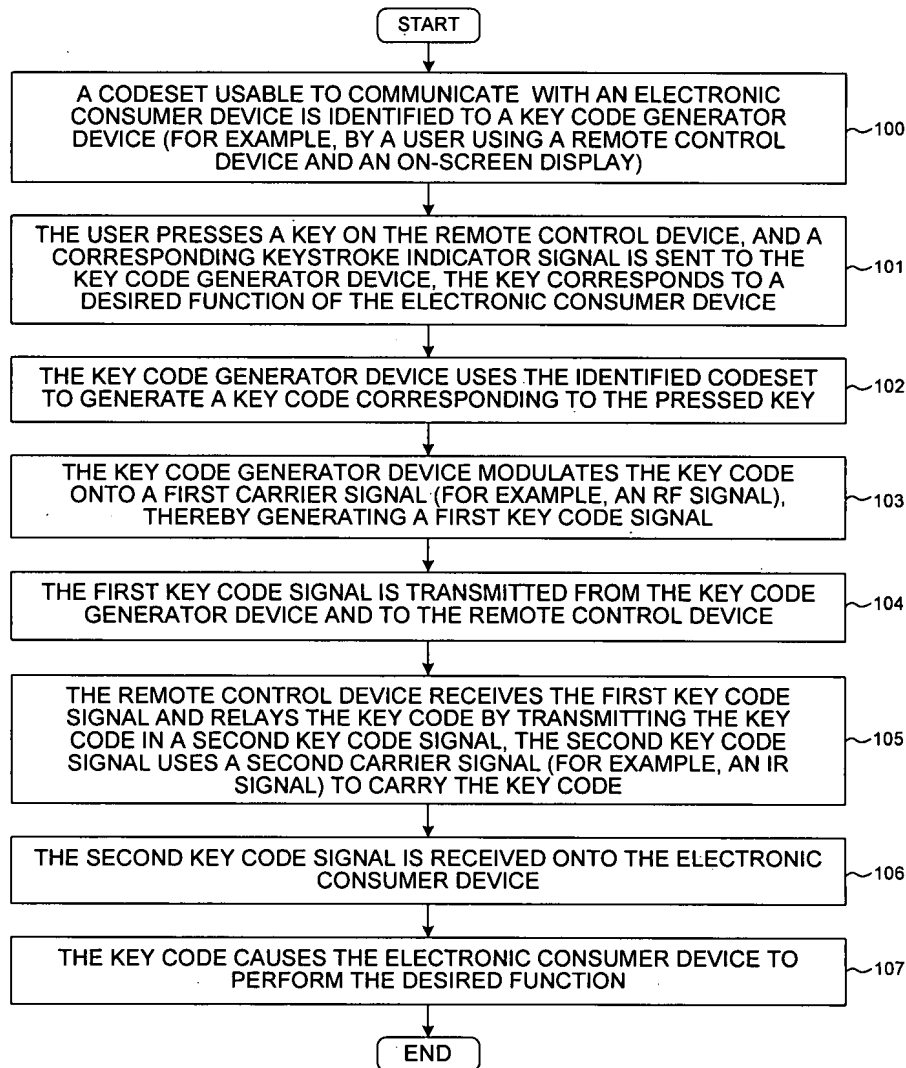 START
A CODESET USABLE TO COMMUNICATE WITH AN ELECTRONIC
CONSUMER DEVICE IS IDENTIFIED TO A KEY CODE GENERATOR
DEVICE (FOR EXAMPLE, BY A USER USING A REMOTE CONTROL
DEVICE AND AN ON-SCREEN DISPLAY)
100
THE USER PRESSES A KEY ON THE REMOTE CONTROL DEVICE, AND A
CORRESPONDING KEYSTROKE INDICATOR SIGNAL IS SENT TO THE
KEY CODE GENERATOR DEVICE, THE KEY CORRESPONDS TO A
DESIRED FUNCTION OF THE ELECTRONIC CONSUMER DEVICE
101
THE KEY CODE GENERATOR DEVICE USES THE IDENTIFIED CODESET
TO GENERATE A KEY CODE CORRESPONDING TO THE PRESSED KEY
102
THE KEY CODE GENERATOR DEVICE MODULATES THE KEY CODE
ONTO A FIRST CARRIER SIGNAL (FOR EXAMPLE, AN RF SIGNAL),
THEREBY GENERATING A FIRST KEY CODE SIGNAL
103
THE FIRST KEY CODE SIGNAL IS TRANSMITTED FROM THE KEY CODE
GENERATOR DEVICE AND TO THE REMOTE CONTROL DEVICE
104
THE REMOTE CONTROL DEVICE RECEIVES THE FIRST KEY CODE
SIGNAL AND RELAYS THE KEY CODE BY TRANSMITTING THE KEY
CODE IN A SECOND KEY CODE SIGNAL, THE SECOND KEY CODE
SIGNAL USES A SECOND CARRIER SIGNAL (FOR EXAMPLE, AN IR
SIGNAL) TO CARRY THE KEY CODE
105
THE SECOND KEY CODE SIGNAL IS RECEIVED ONTO THE ELECTRONIC
CONSUMER DEVICE
106
THE KEY CODE CAUSES THE ELECTRONIC CONSUMER DEVICE TO
PERFORM THE DESIRED FUNCTION
107
END